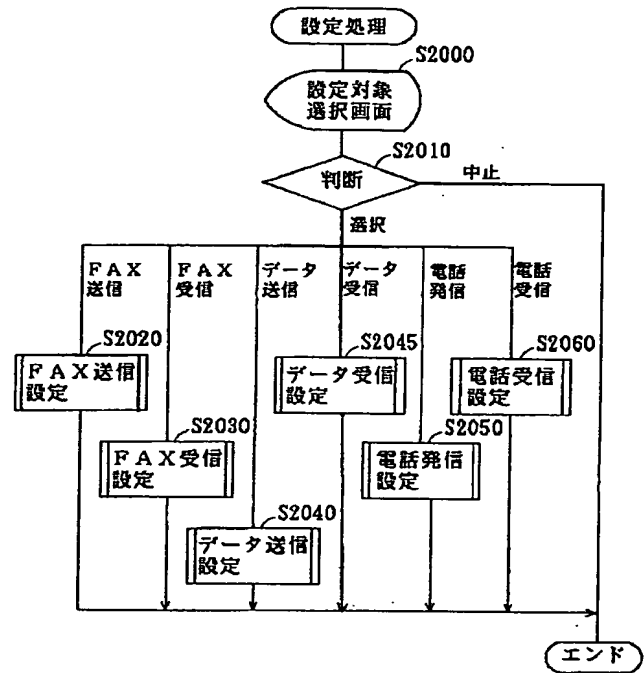 設定処理
S2000
設定対象
選択画面
S2010
判断
中止
選択
FAX
送信
FAX
受信
データ
送信
データ
受信
電話
発信
電話
受信
S2020
FAX送信
設定
S2045
データ受信
設定
S2060
電話受信
設定
S2030
FAX受信
設定
S2050
電話発信
設定
S2040
データ送信
設定
エンド